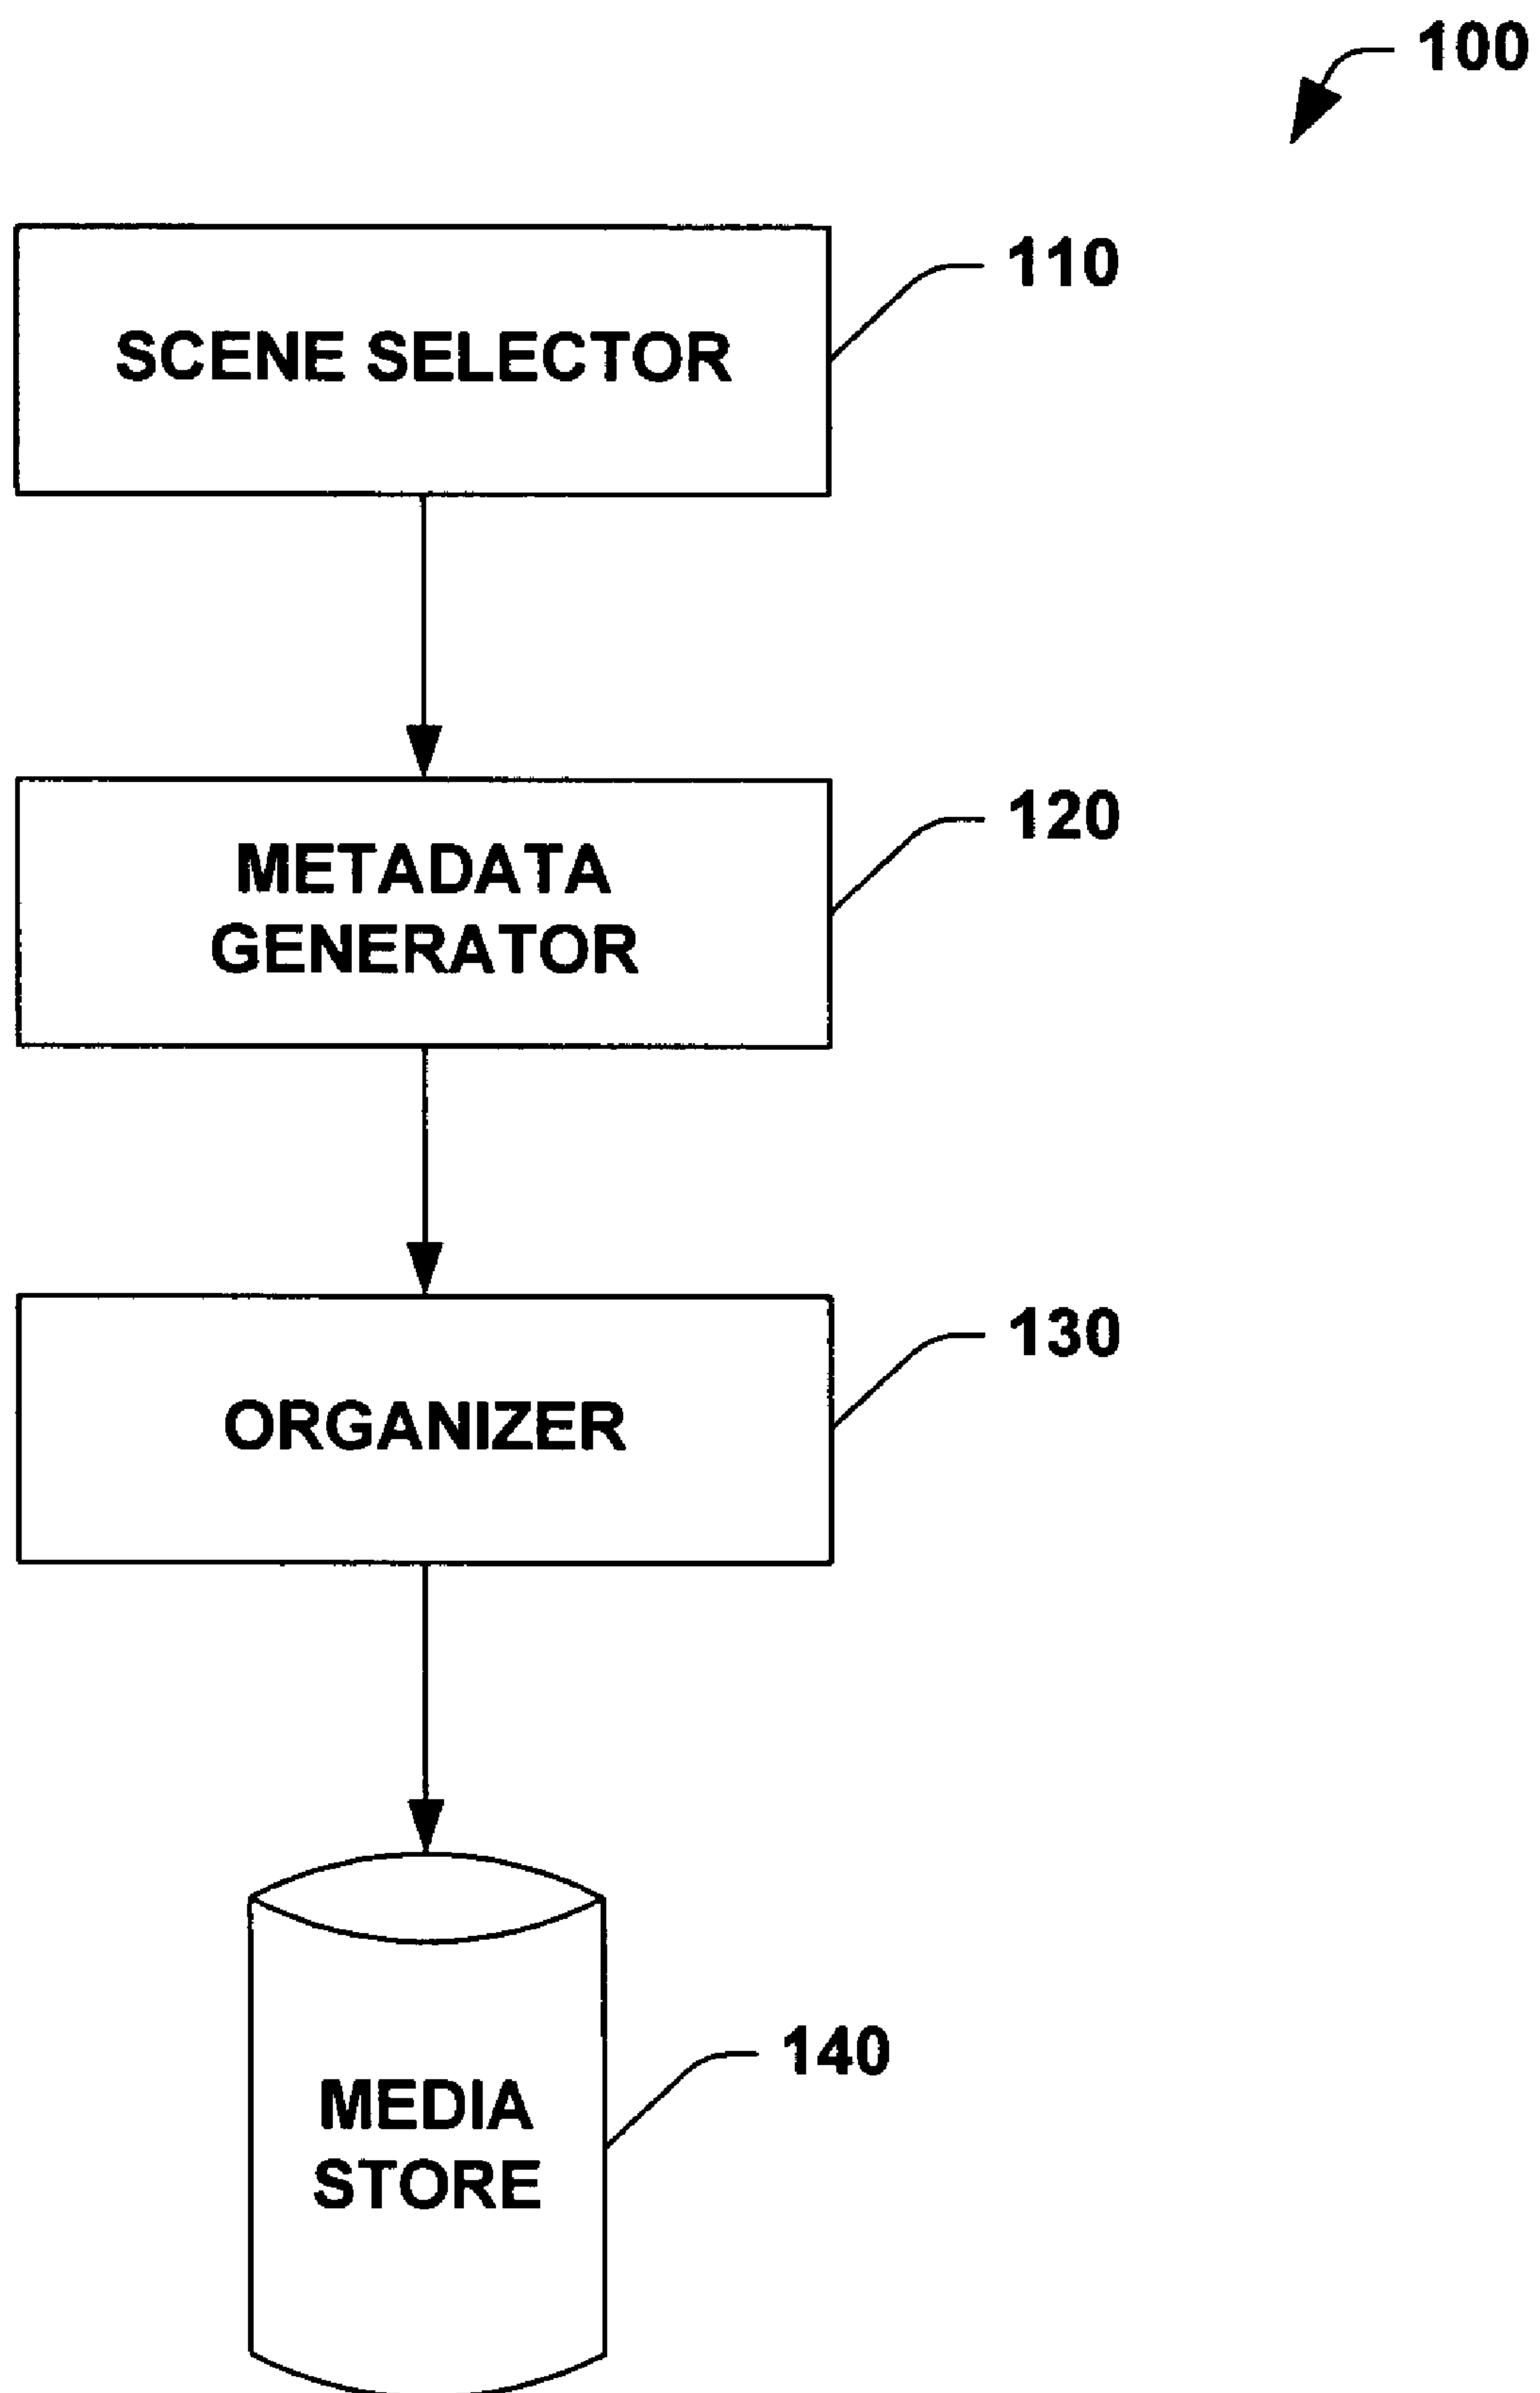 100
110
SCENE SELECTOR
120
METADATA
GENERATOR
130
ORGANIZER
140
MEDIA
STORE